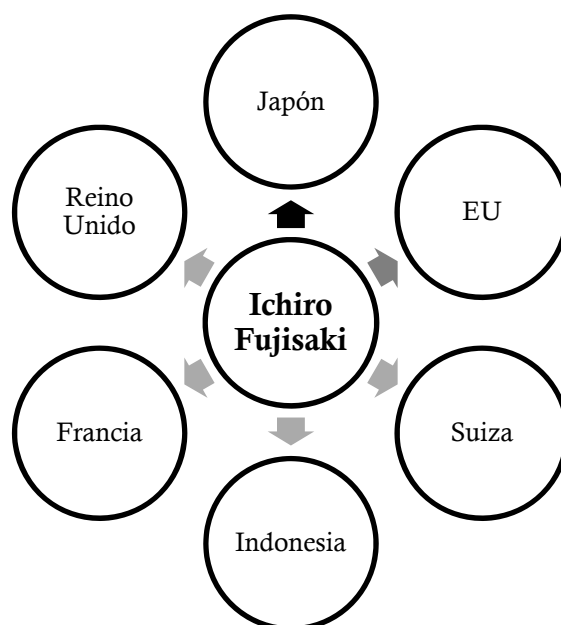 Japón
Reino
Unido
EU
Ichiro
Fujisaki
Francia
Suiza
Indonesia